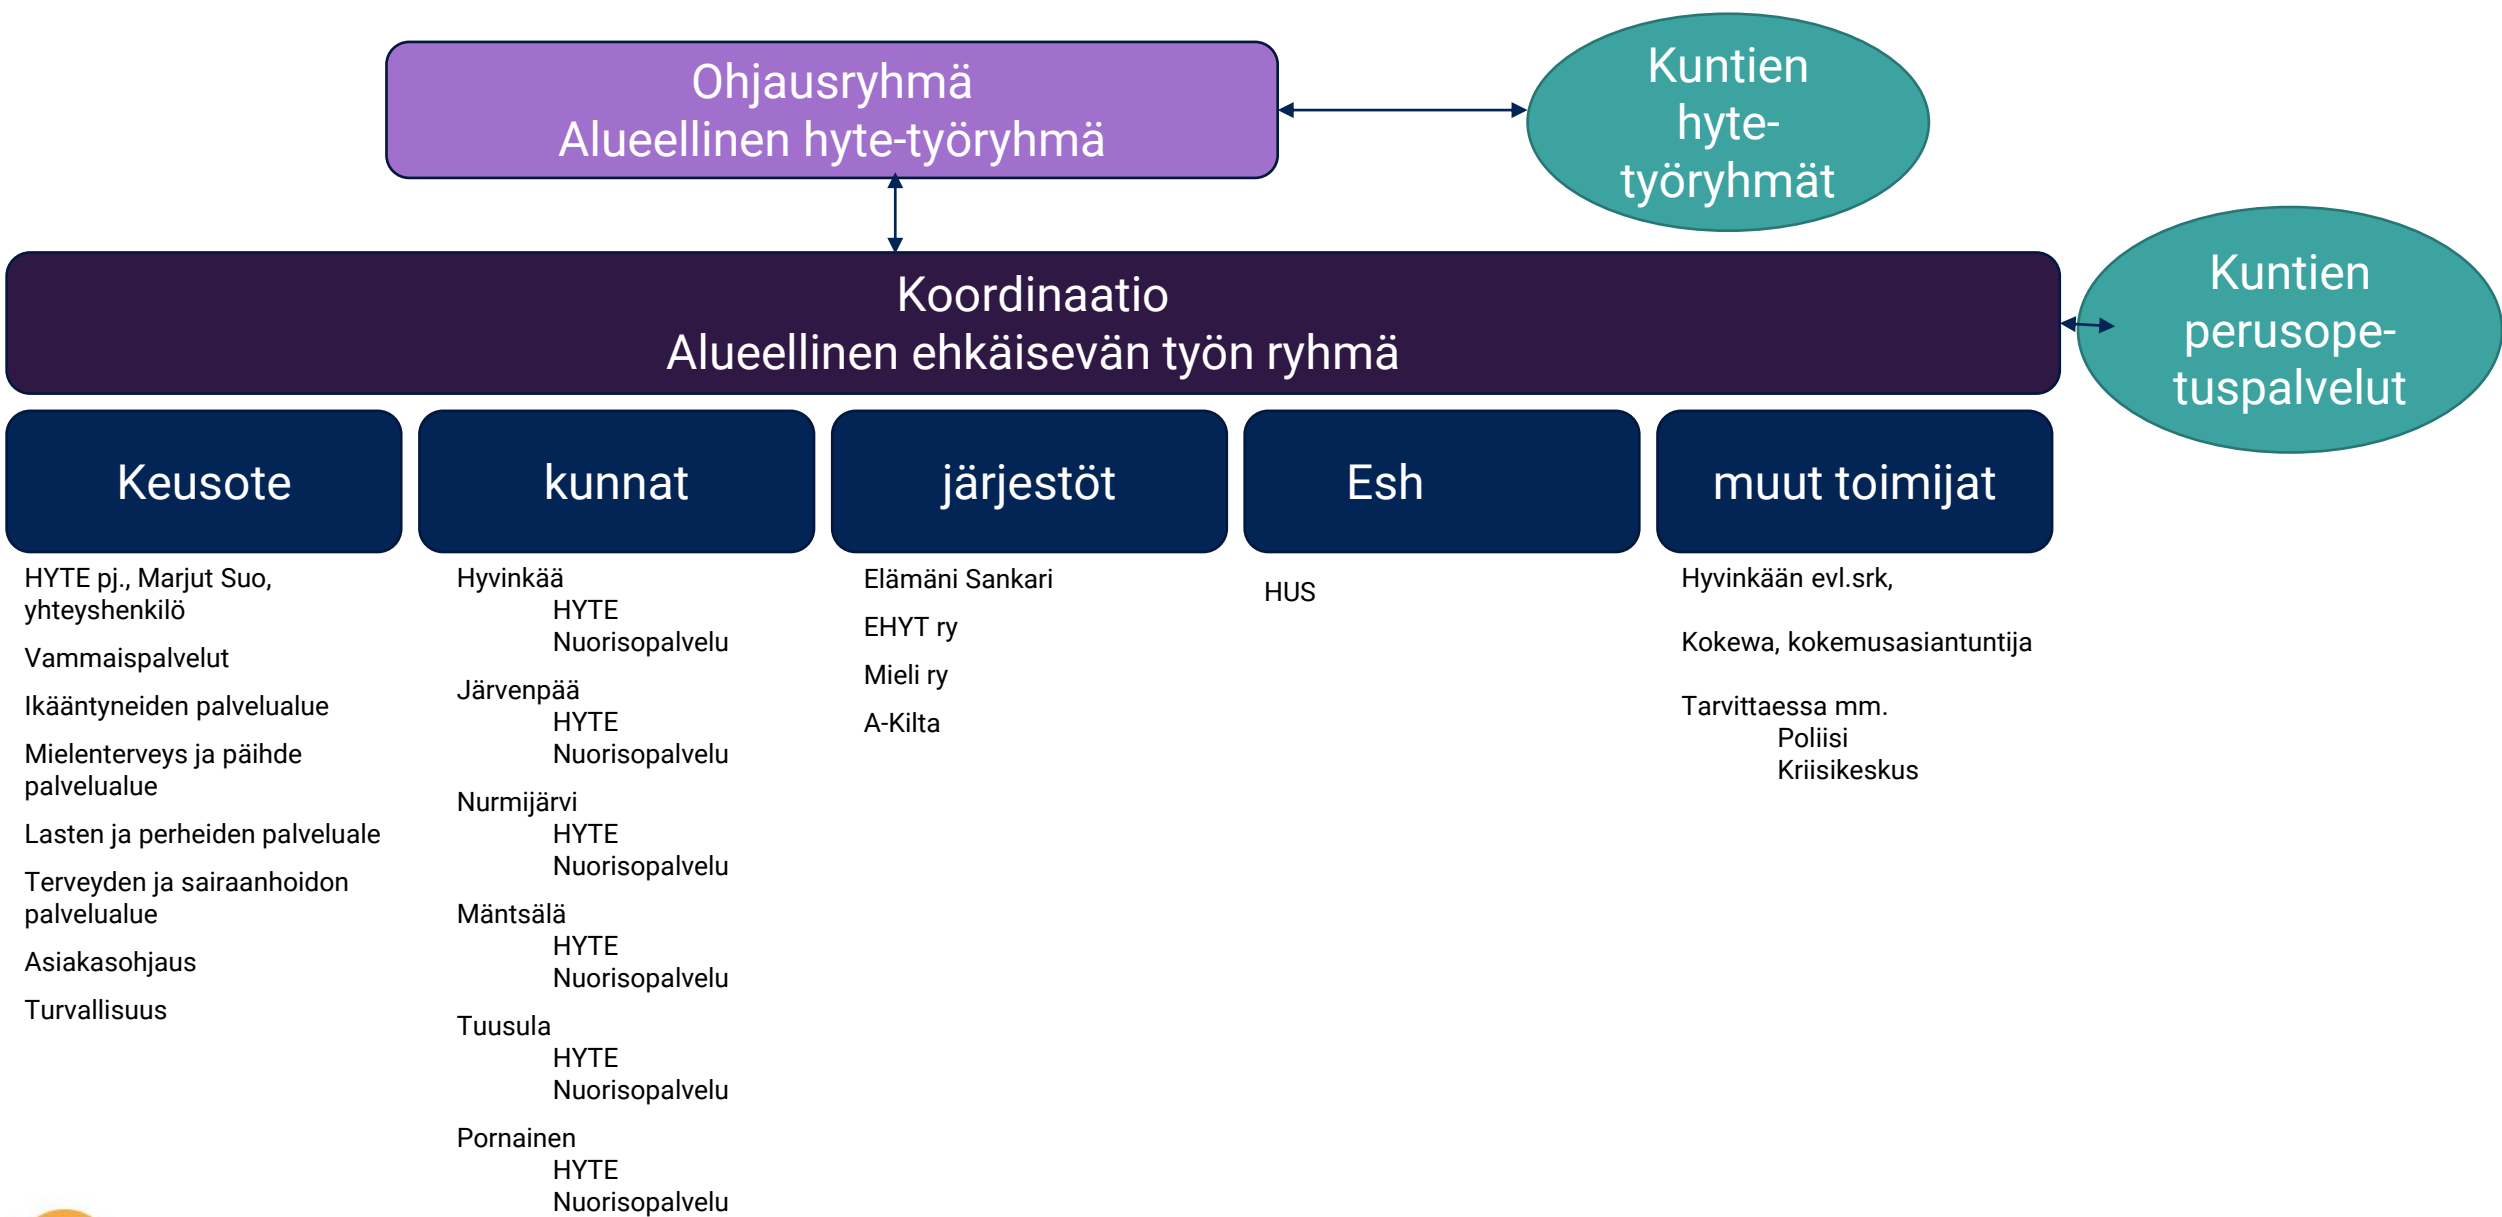 Ohjausryhmä
Alueellinen hyte-työryhmä
Kuntien
hyte-
työryhmät
Koordinaatio
Alueellinen ehkäisevän työn ryhmä
Kuntien
perusope-
tuspalvelut
Keusote
HYTE pj., Marjut Suo,
yhteyshenkilö
Vammaispalvelut
Ikääntyneiden palvelualue
Mielenterveys ja päihde
palvelualue
Lasten ja perheiden palveluale
Terveyden ja sairaanhoidon
palvelualue
Asiakasohjaus
Turvallisuus
kunnat
Hyvinkää
HYTE
Nuorisopalvelu
Järvenpää
HYTE
Nuorisopalvelu
Nurmijärvi
HYTE
Nuorisopalvelu
Mäntsälä
HYTE
Nuorisopalvelu
Tuusula
HYTE
Nuorisopalvelu
Pornainen
HYTE
Nuorisopalvelu
järjestöt
Elämäni Sankari
EHYT ry
Mieli ry
A-Kilta
Esh
HUS
muut toimijat
Hyvinkään evl.srk,
Kokewa, kokemusasiantuntija
Tarvittaessa mm.
Poliisi
Kriisikeskus